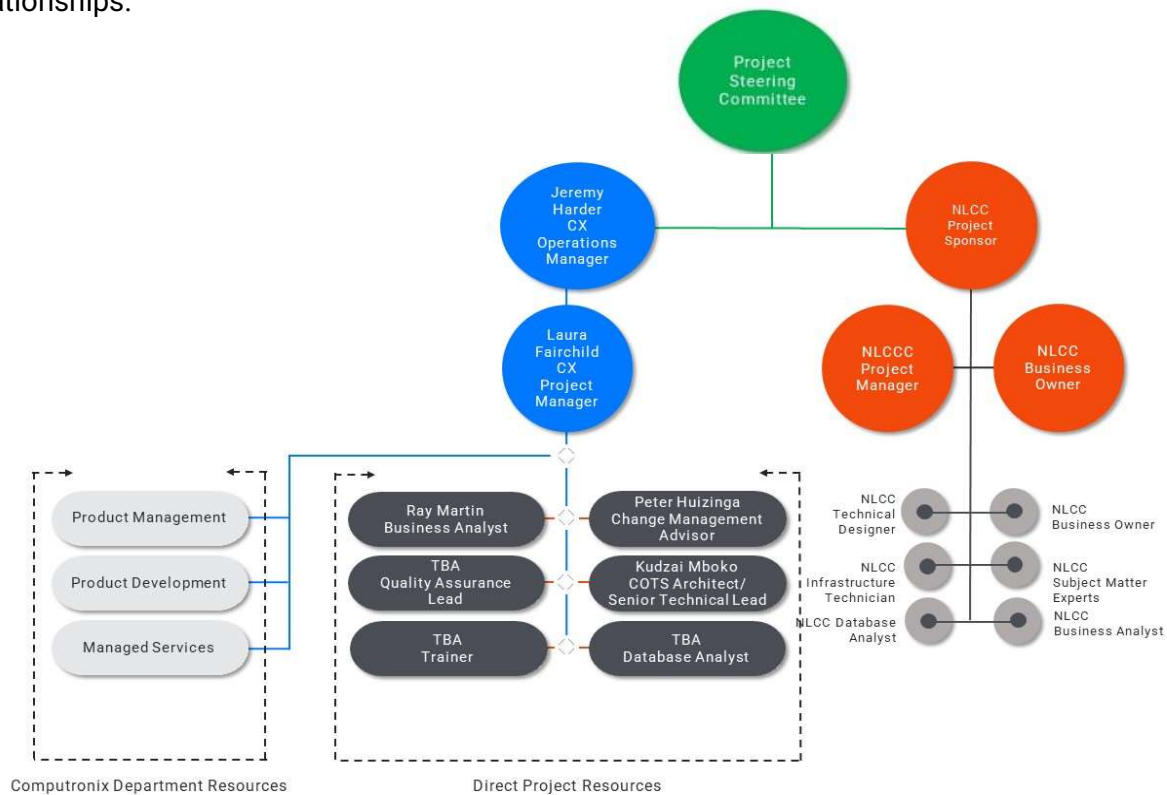 ationships.
Project
Steering
Committee
Jeremy
Harder
CX
Operations
Manager
NLCC
Project
Sponsor
Laura
Fairchild
CX
Project
Manager
NLCCC
Project
Manager
NLCC
Business
Owner
Product Management
Product Development
Managed Services
Ray Martin
Business Analyst
Peter Huizinga
Change Management
Advisor
TBA
Quality Assurance
Lead
Kudzai Mboko
COTS Architect/
Senior Technical Lead
TBA
Trainer
TBA
Database Analyst
NLCC
Technical
Designer
NLCC
Business Owner
NLCC
Infrastructure
Technician
NLCC
Subject Matter
Experts
NLCC Database
Analyst
NLCC
Business Analyst
Computronix Department Resources
Direct Project Resources